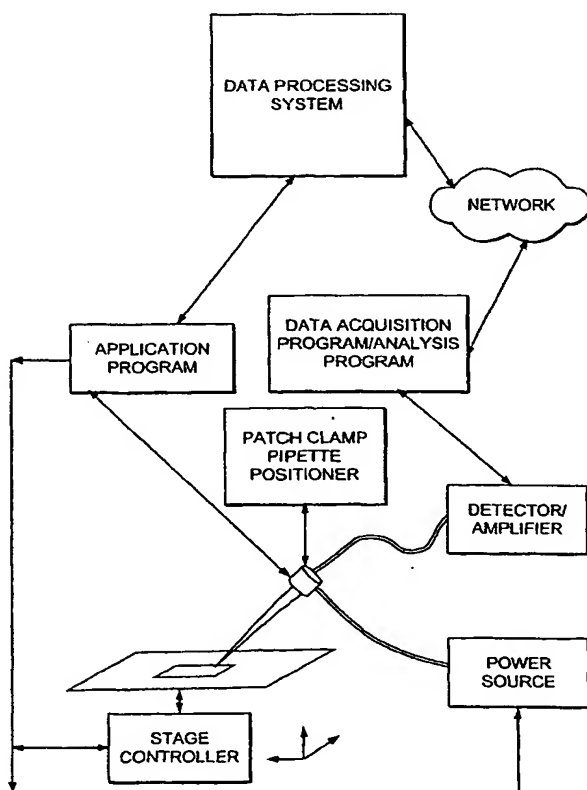 DATA PROCESSING
SYSTEM
NETWORK
APPLICATION
PROGRAM
DATA ACQUISITION
PROGRAM/ANALYSIS
PROGRAM
PATCH CLAMP
PIPETTE
POSITIONER
DETECTOR/
AMPLIFIER
POWER
SOURCE
STAGE
CONTROLLER